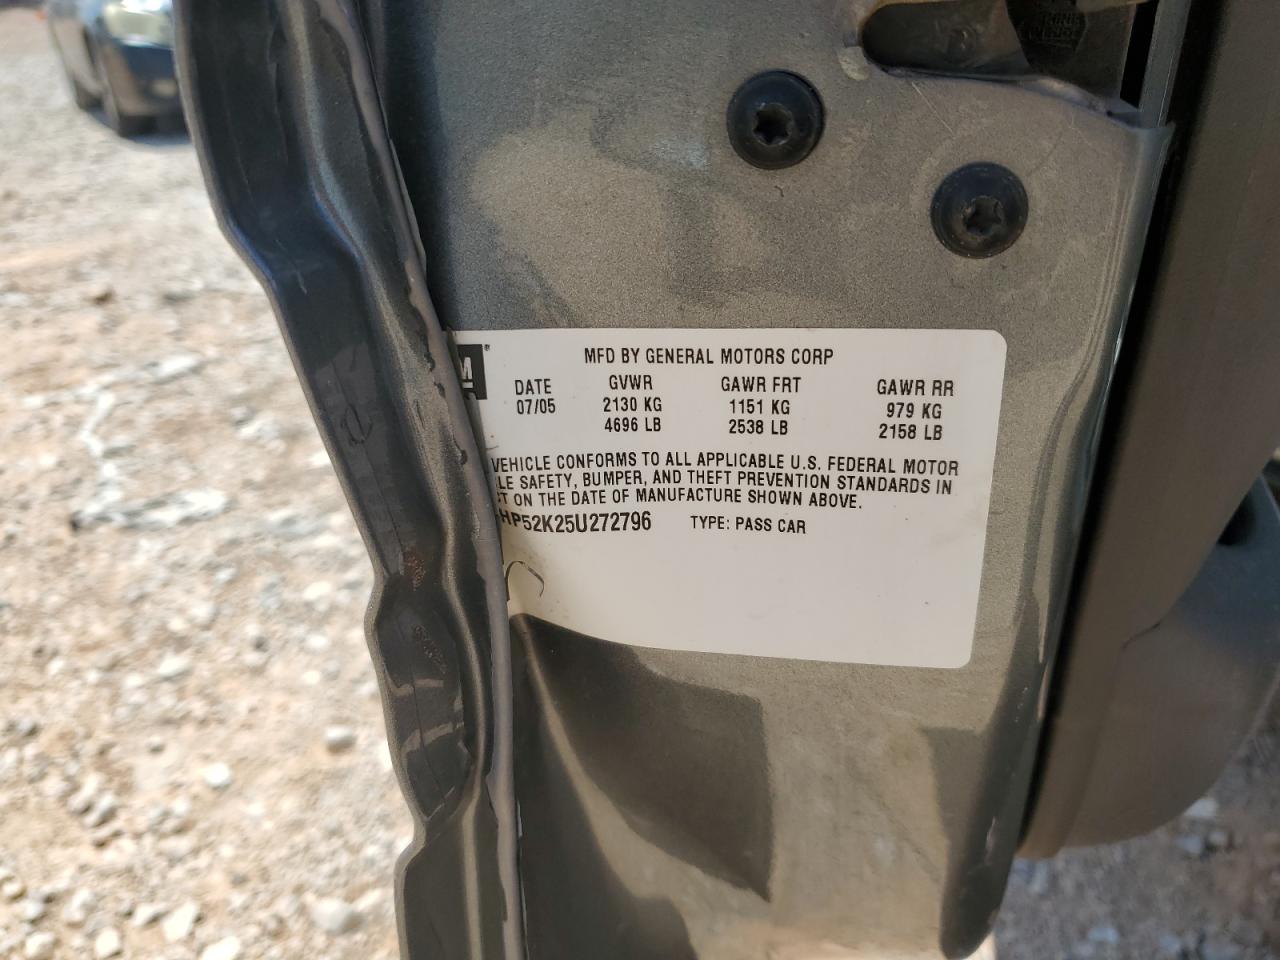 M ®
MFD BY GENERAL MOTORS CORP
DATE GVWR GAWR FRT GAWR RR
07/05 2130 KG 1151 KG 979 KG
4696 LB 2538 LB 2158 LB
VEHICLE CONFORMS TO ALL APPLICABLE U.S. FEDERAL MOTOR
LE SAFETY, BUMPER, AND THEFT PREVENTION STANDARDS IN
CT ON THE DATE OF MANUFACTURE SHOWN ABOVE.
HP52K25U272796 TYPE: PASS CAR